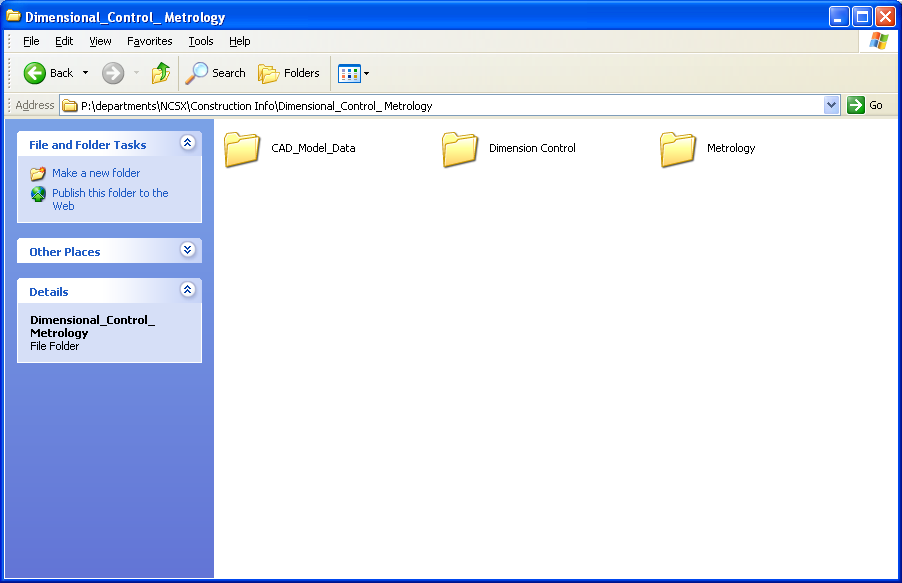 Dimensional_Control_ Metrology
File Edit View Favorites Tools Help
Back Search Folders
Address P:\departments\NCSX\Construction Info\Dimensional_Control_ Metrology Go
File and Folder Tasks
Make a new folder
Publish this folder to the
Web
Other Places
Details
Dimensional_Control_
Metrology
File Folder
CAD_Model_Data Dimension Control Metrology